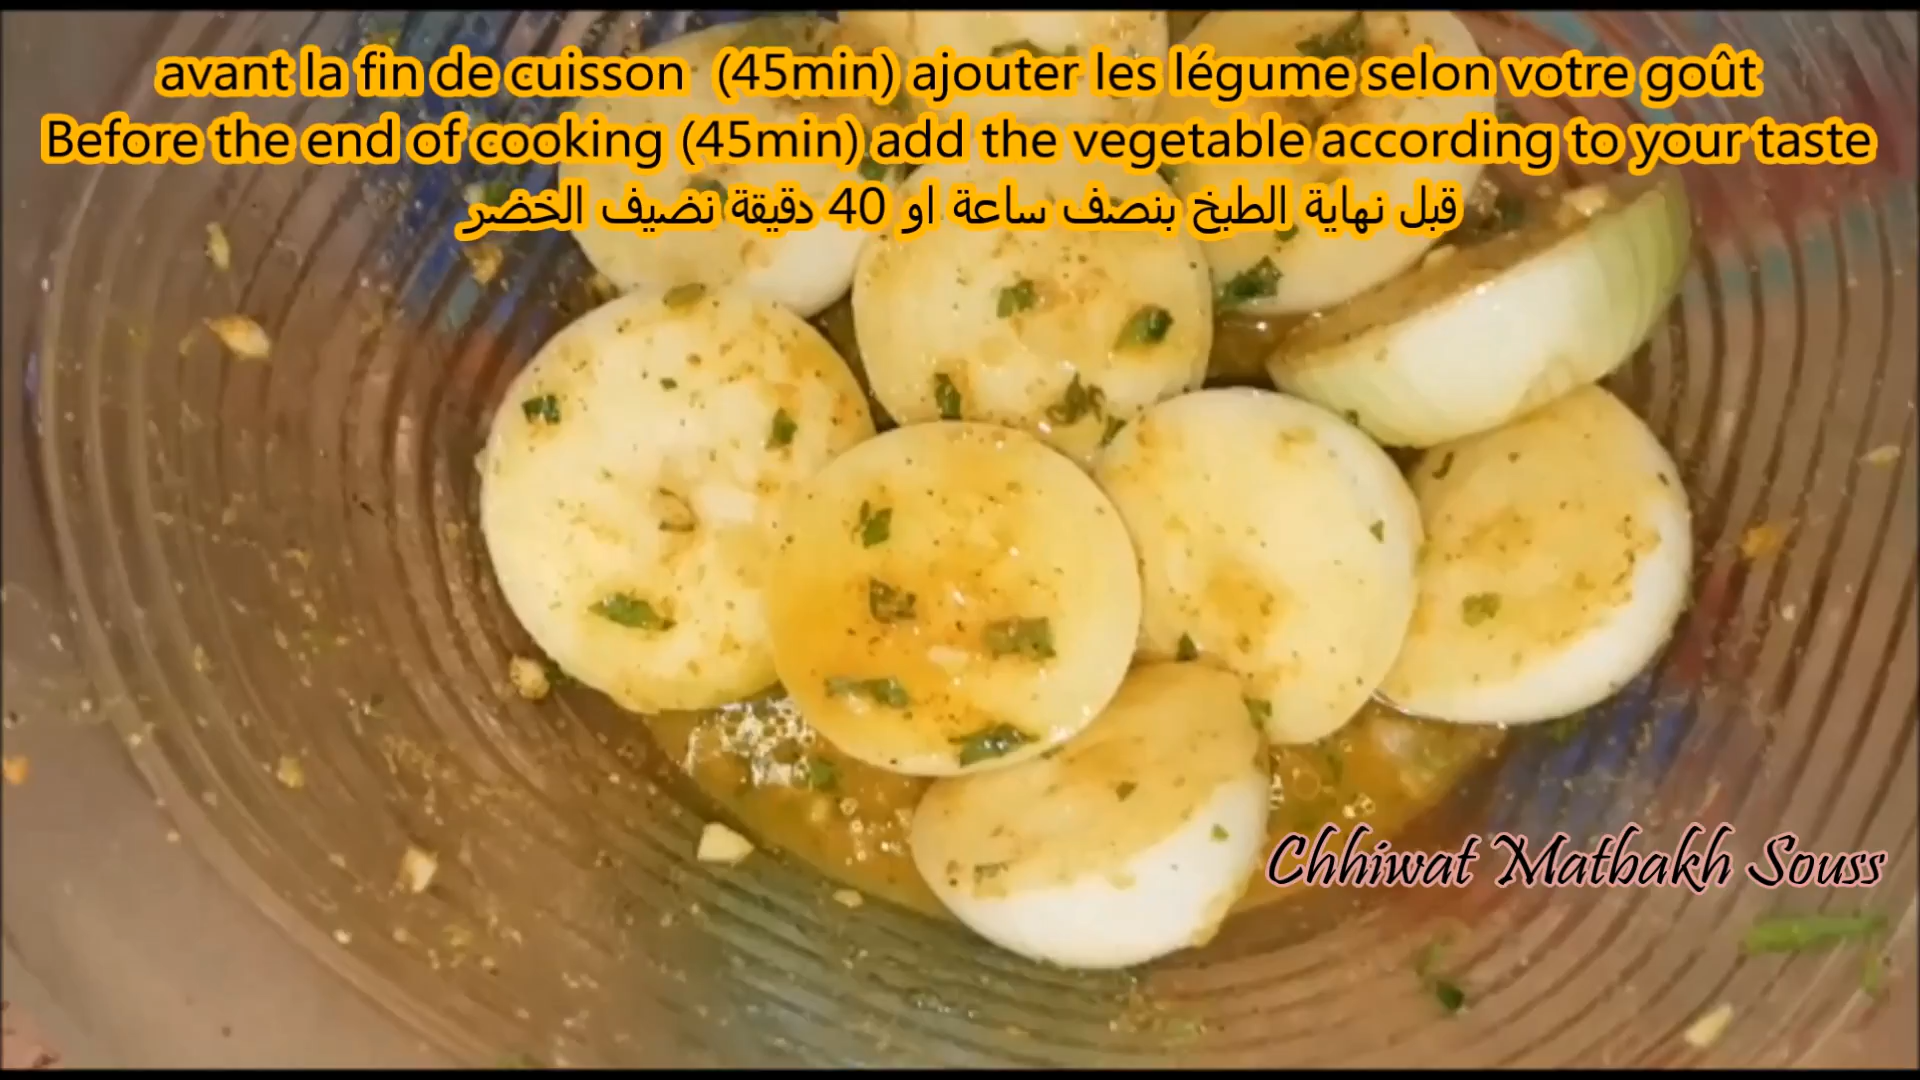 avant la fin de cuisson (45min) ajouter les légume selon votre goût
Before the end of cooking (45min) add the vegetable according to your taste
قبل نهاية الطبخ بنصف ساعة او 40 دقيقة نضيف الخضر
Chhiwat Matbakh Souss